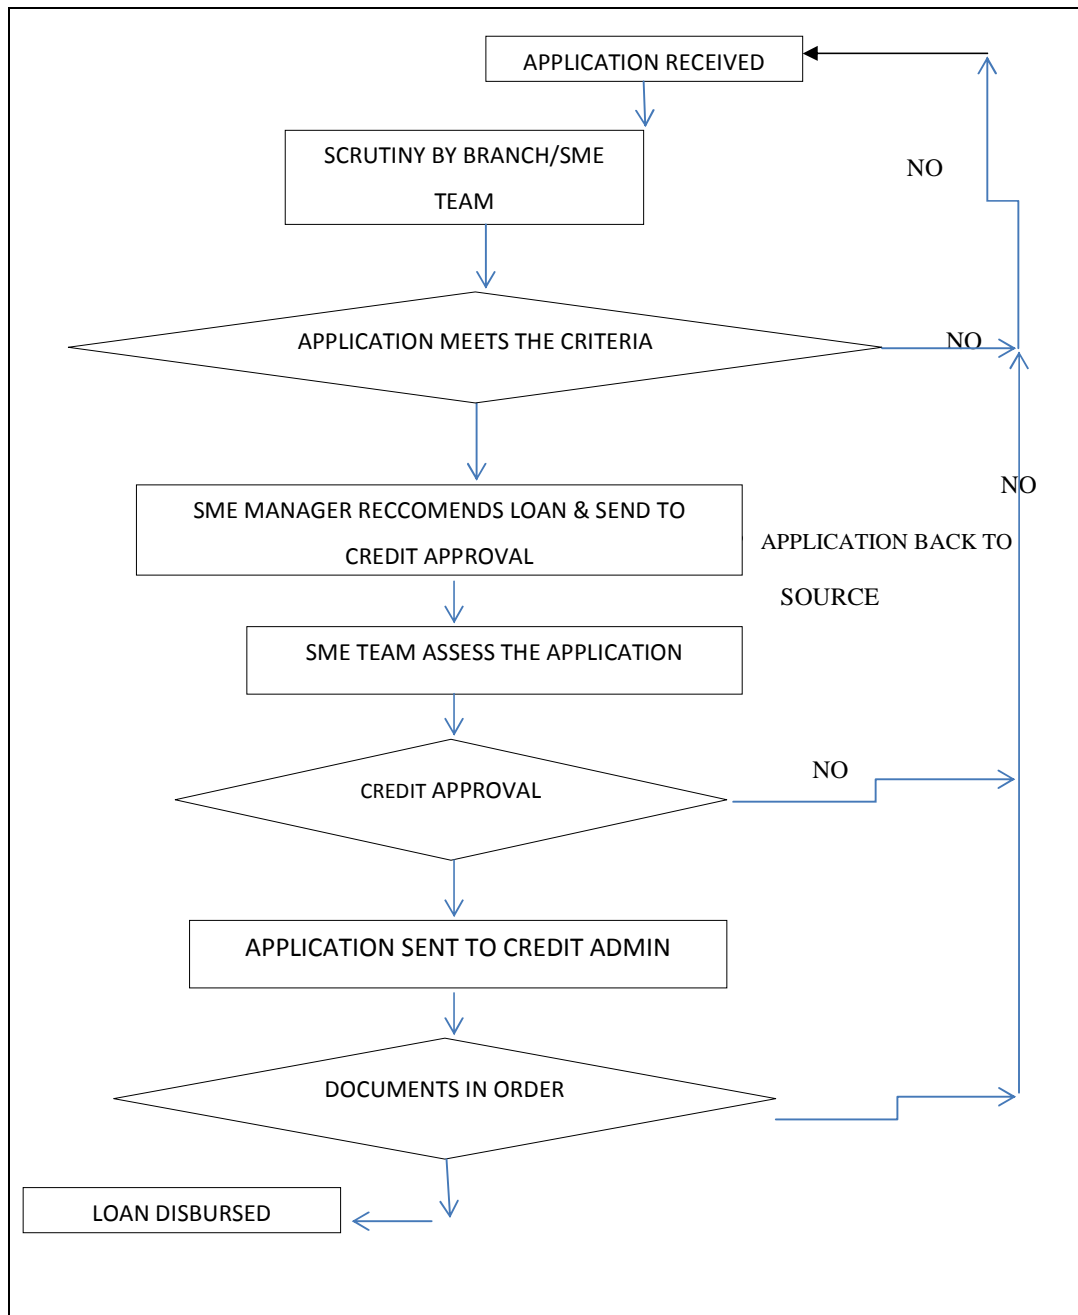 APPLICATION RECEIVED
SCRUTINY BY BRANCH/SME
TEAM
NO
APPLICATION MEETS THE CRITERIA
NO
SME MANAGER RECCOMENDS LOAN & SEND TO
CREDIT APPROVAL
NO
APPLICATION BACK TO
SOURCE
SME TEAM ASSESS THE APPLICATION
CREDIT APPROVAL
NO
APPLICATION SENT TO CREDIT ADMIN
DOCUMENTS IN ORDER
LOAN DISBURSED